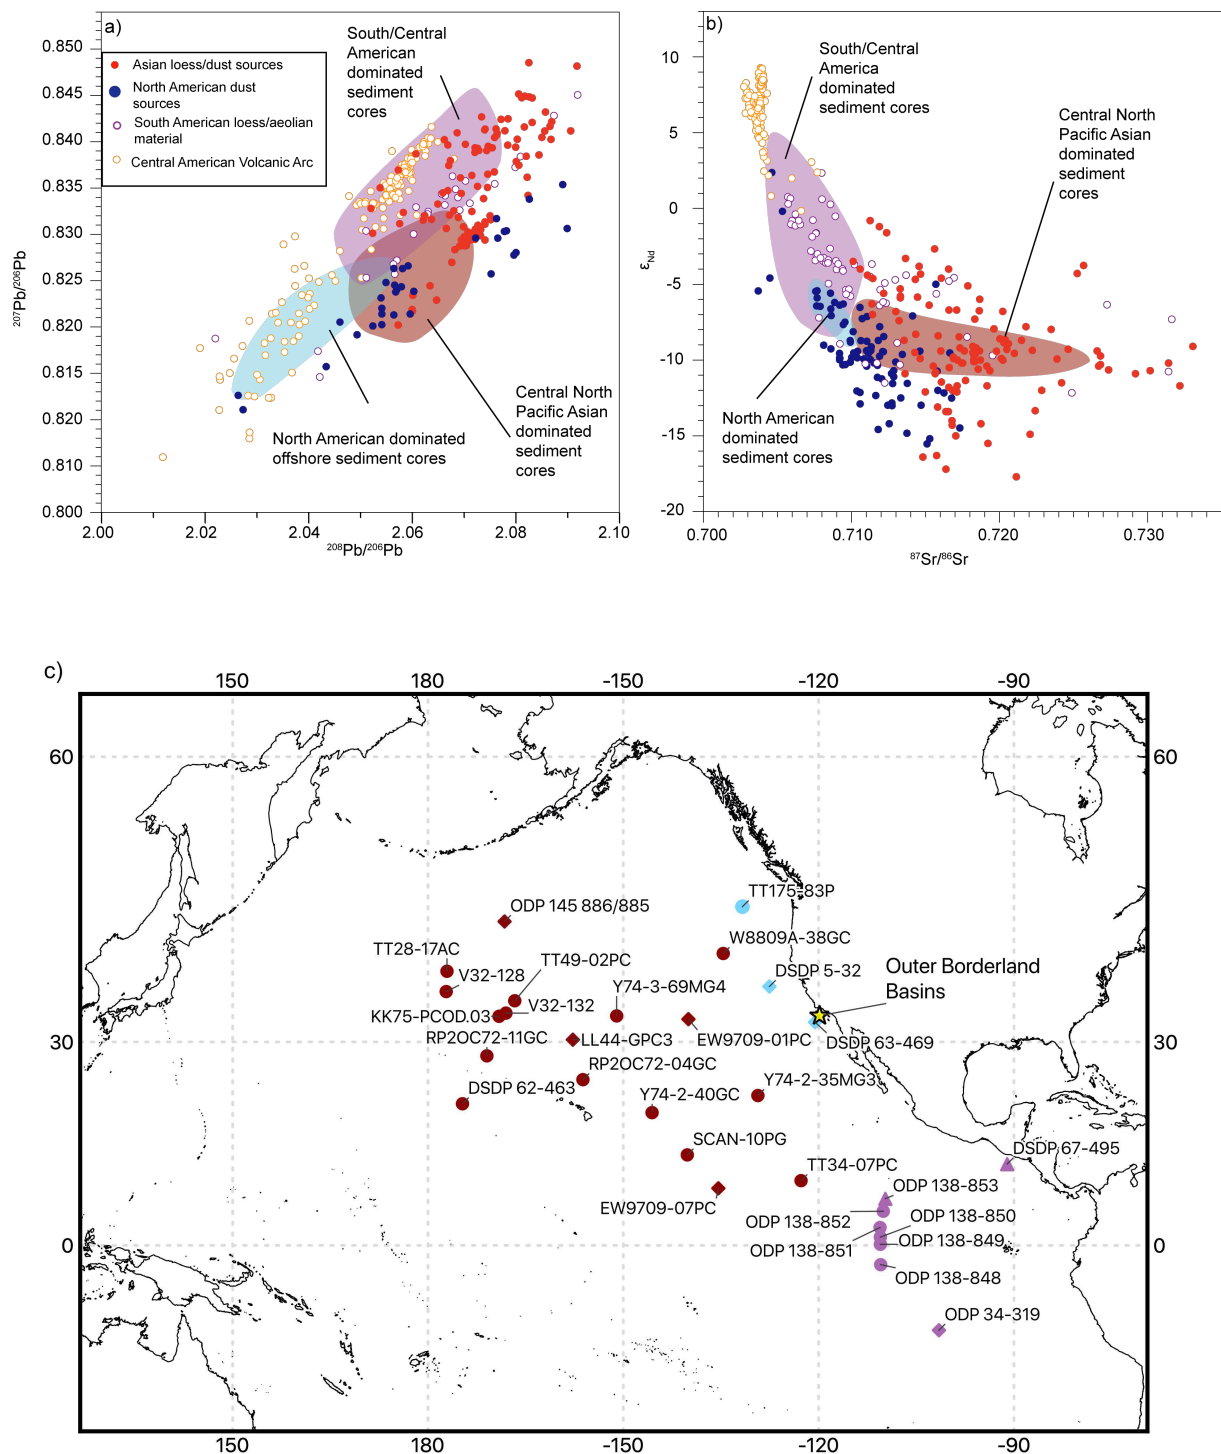 a)
0.850
0.845
0.840
0.835
0.830
0.825
0.820
0.815
0.820
0.810
0.800
²⁰⁷Pb/²⁰⁶Pb
Asian loess/dust sources
North American dust
sources
South American loess/aeolian
material
Central American Volcanic Arc
South/Central
American
dominated
sediment
cores
North American dominated
offshore sediment cores
Central North
Pacific Asian
dominated
sediment
cores
2.00
2.02
2.04
2.06
2.08
2.10
²⁰⁸Pb/²⁰⁶Pb
b)
10
5
0
-5
-10
-15
-20
εNd
South/Central
America
dominated
sediment cores
Central North
Pacific Asian
dominated
sediment
cores
North American
dominated
sediment cores
0.700
0.710
0.720
0.730
⁸⁷Sr/⁸⁶Sr
c)
150
180
-150
-120
-90
60
60
30
30
0
0
TT175-83P
ODP 145 886/885
W8809A-38GC
TT28-17AC
TT49-02PC
DSDP 5-32
Outer Borderland
Basins
V32-128
Y74-3-69MG4
V32-132
KK75-PCOD.03
RP2OC72-11GC
LL44-GPC3
EW9709-01PC
DSDP 63-469
RP2OC72-04GC
DSDP 62-463
Y74-2-40GC
Y74-2-35MG3
SCAN-10PG
DSDP 67-495
TT34-07PC
ODP 138-853
EW9709-07PC
ODP 138-852
ODP 138-850
ODP 138-851
ODP 138-849
ODP 138-848
ODP 34-319
150
180
-150
-120
-90